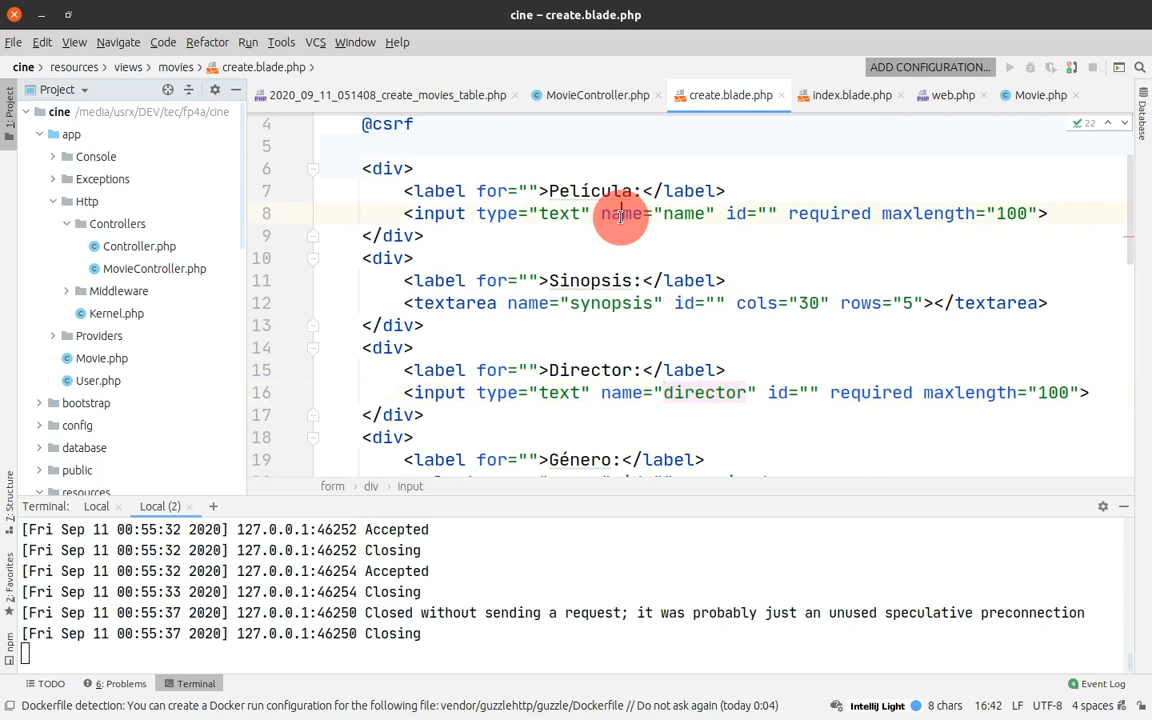 cine – create.blade.php
File Edit View Navigate Code Refactor Run Tools VCS Window Help
cine resources views movies create.blade.php ADD CONFIGURATION...
Project 2020_09_11_051408_create_movies_table.php MovieController.php create.blade.php index.blade.php web.php Movie.php
1: Project
Database
cine /media/usrx/DEV/tec/fp4a/cine
app
Console
Exceptions
Http
Controllers
Controller.php
MovieController.php
Middleware
Kernel.php
Providers
Movie.php
User.php
bootstrap
config
database
public
resources
22
4 @csrf
5
6 <div>
7 <label for="">Película:</label>
8 <input type="text" name="name" id="" required maxlength="100">
9 </div>
10 <div>
11 <label for="">Sinopsis:</label>
12 <textarea name="synopsis" id="" cols="30" rows="5"></textarea>
13 </div>
14 <div>
15 <label for="">Director:</label>
16 <input type="text" name="director" id="" required maxlength="100">
17 </div>
18 <div>
19 <label for="">Género:</label>
form div input
Z: Structure
2: Favorites
npm
Terminal: Local Local (2)
[Fri Sep 11 00:55:32 2020] 127.0.0.1:46252 Accepted
[Fri Sep 11 00:55:32 2020] 127.0.0.1:46252 Closing
[Fri Sep 11 00:55:32 2020] 127.0.0.1:46254 Accepted
[Fri Sep 11 00:55:33 2020] 127.0.0.1:46254 Closing
[Fri Sep 11 00:55:37 2020] 127.0.0.1:46250 Closed without sending a request; it was probably just an unused speculative preconnection
[Fri Sep 11 00:55:37 2020] 127.0.0.1:46250 Closing
TODO 6: Problems Terminal 4 Event Log
Dockerfile detection: You can create a Docker run configuration for the following file: vendor/guzzlehttp/guzzle/Dockerfile // Do not ask again (today 0:04) IntelliJ Light 8 chars 16:42 LF UTF-8 4 spaces